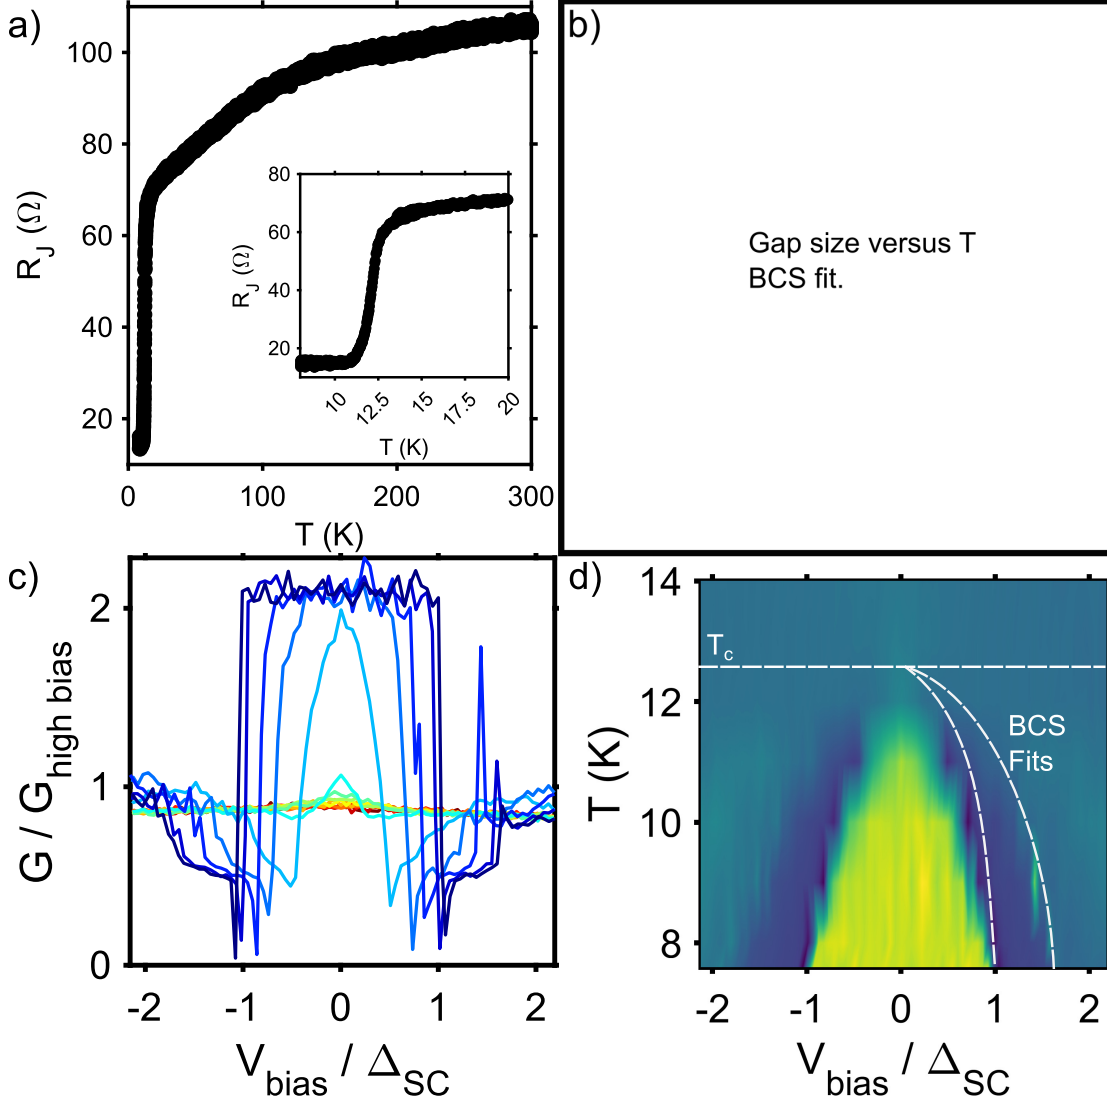 a)
100
80
60
40
20
R_J (Ω)
0
100
200
300
T (K)
80
60
40
20
R_J (Ω)
10
12.5
15
17.5
20
T (K)
b)
Gap size versus T
BCS fit.
c)
2
1
0
G / G_high bias
-2
-1
0
1
2
V_bias / Δ_SC
d)
14
12
10
8
T (K)
T_c
BCS
Fits
-2
-1
0
1
2
V_bias / Δ_SC